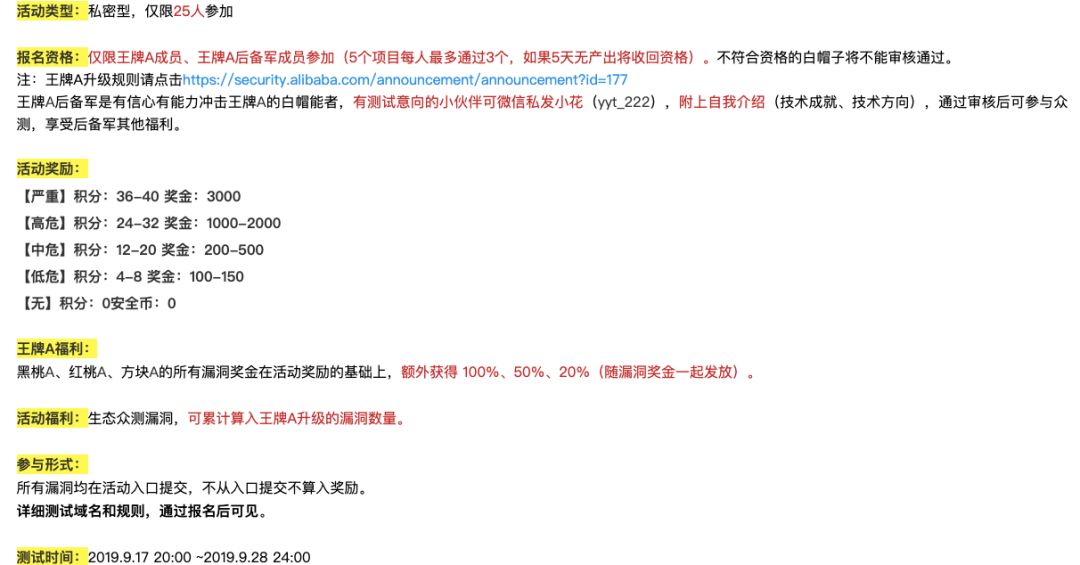 活动类型：私密型，仅限25人参加
报名资格：仅限王牌A成员、王牌A后备军成员参加（5个项目每人最多通过3个，如果5天无产出将收回资格）。不符合资格的白帽子将不能审核通过。
注：王牌A升级规则请点击https://security.alibaba.com/announcement/announcement?id=177
王牌A后备军是有信心有能力冲击王牌A的白帽能者，有测试意向的小伙伴可微信私发小花（yyt_222），附上自我介绍（技术成就、技术方向），通过审核后可参与众
测，享受后备军其他福利。
活动奖励：
【严重】积分：36-40 奖金：3000
【高危】积分：24-32 奖金：1000-2000
【中危】积分：12-20 奖金：200-500
【低危】积分：4-8 奖金：100-150
【无】积分：0安全币：0
王牌A福利：
黑桃A、红桃A、方块A的所有漏洞奖金在活动奖励的基础上，额外获得 100%、50%、20%（随漏洞奖金一起发放）。
活动福利：生态众测漏洞，可累计算入王牌A升级的漏洞数量。
参与形式：
所有漏洞均在活动入口提交，不从入口提交不算入奖励。
详细测试域名和规则，通过报名后可见。
测试时间：2019.9.17 20:00 ~2019.9.28 24:00